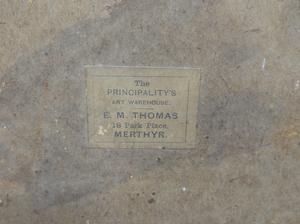 The
PRINCIPALITY'S
ART WAREHOUSE.
E. M. THOMAS
18 Park Place,
MERTHYR.